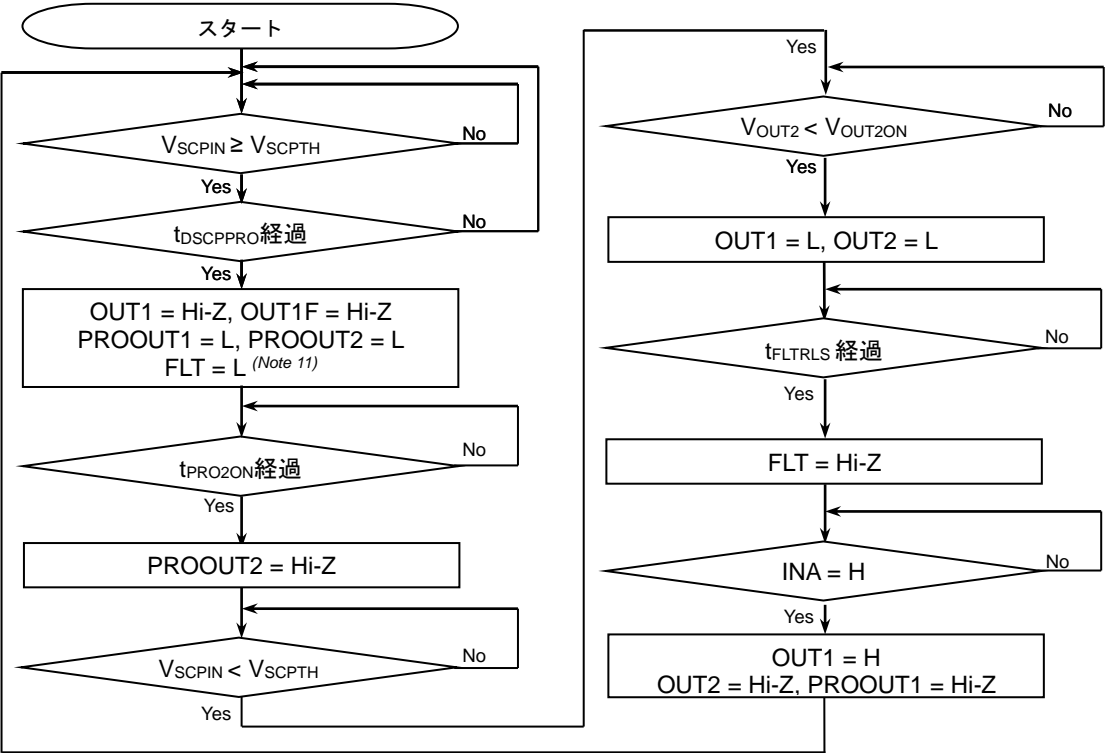 スタート
VSCPIN ≥ VSCPTH
No
Yes
tDSCPPRO経過
No
Yes
OUT1 = Hi-Z, OUT1F = Hi-Z
PROOUT1 = L, PROOUT2 = L
FLT = L (Note 11)
tPRO2ON経過
No
Yes
PROOUT2 = Hi-Z
VSCPIN < VSCPTH
No
Yes
Yes
VOUT2 < VOUT2ON
No
Yes
OUT1 = L, OUT2 = L
tFLTRLS 経過
No
Yes
FLT = Hi-Z
INA = H
No
Yes
OUT1 = H
OUT2 = Hi-Z, PROOUT1 = Hi-Z